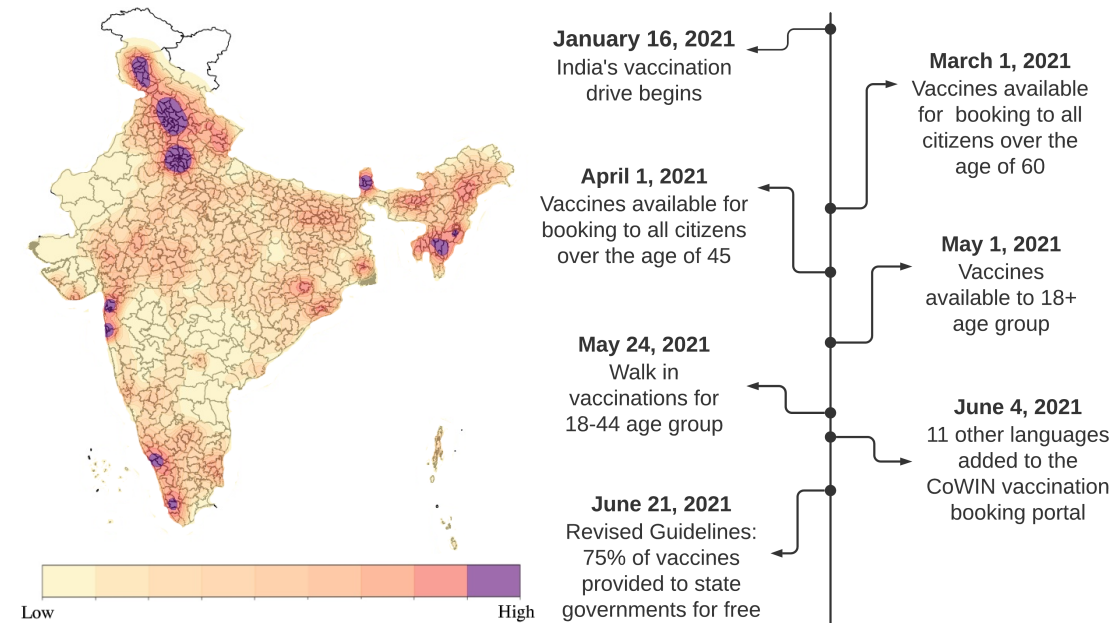 January 16, 2021
India's vaccination
drive begins
March 1, 2021
Vaccines available
for booking to all
citizens over the
age of 60
April 1, 2021
Vaccines available for
booking to all citizens
over the age of 45
May 1, 2021
Vaccines
available to 18+
age group
May 24, 2021
Walk in
vaccinations for
18-44 age group
June 4, 2021
11 other languages
added to the
CoWIN vaccination
booking portal
June 21, 2021
Revised Guidelines:
75% of vaccines
provided to state
governments for free
Low
High